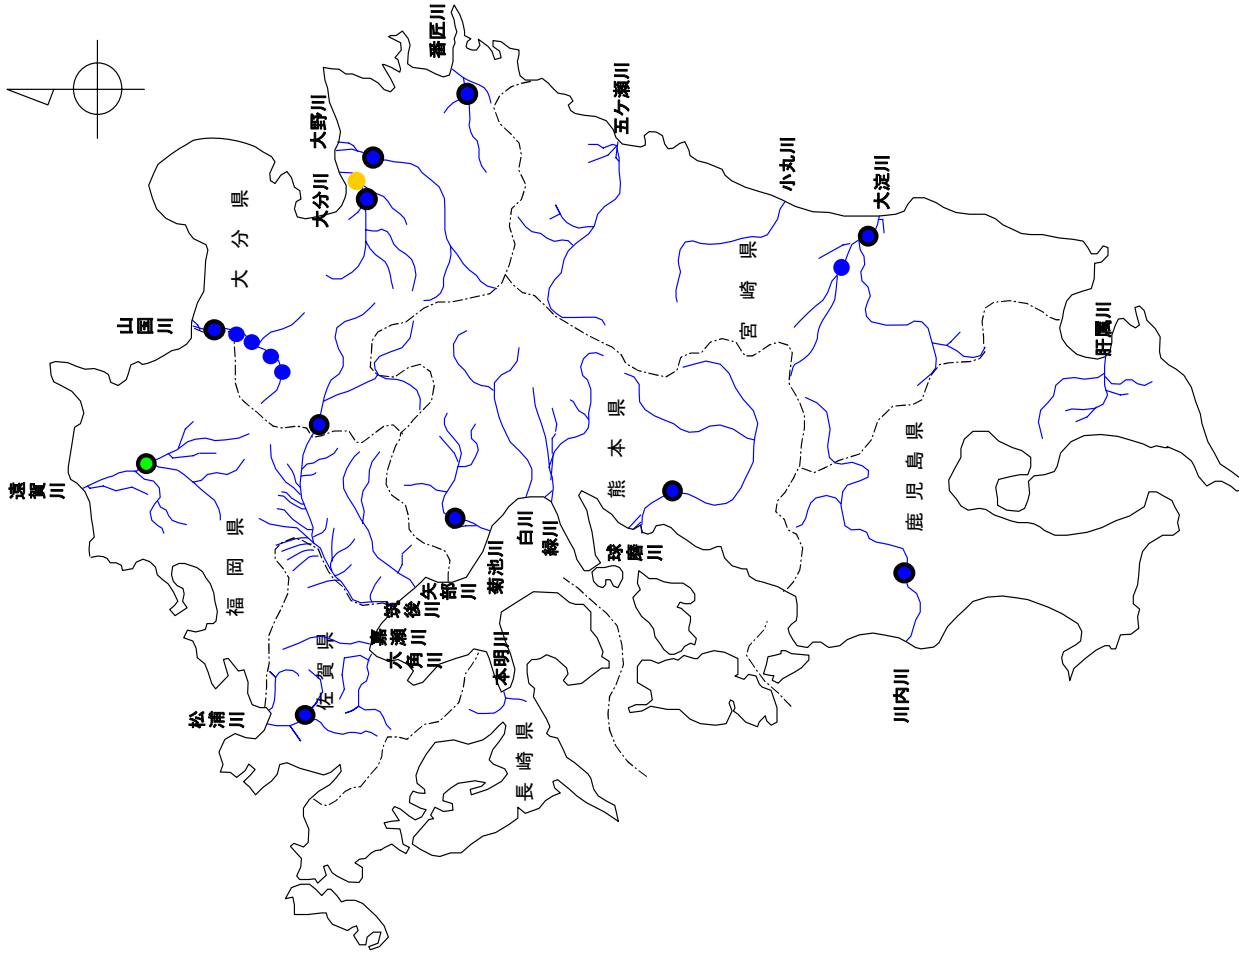 番匠川
五ケ瀬川
大野川
大分川
小丸川
大淀川
大分県
宮崎県
山国川
肝属川
遠賀川
福岡県
熊本県
鹿児島県
白川
緑川
球磨川
菊池川
矢部川
筑後川
嘉瀬川
六角川
本明川
佐賀県
松浦川
川内川
長崎県